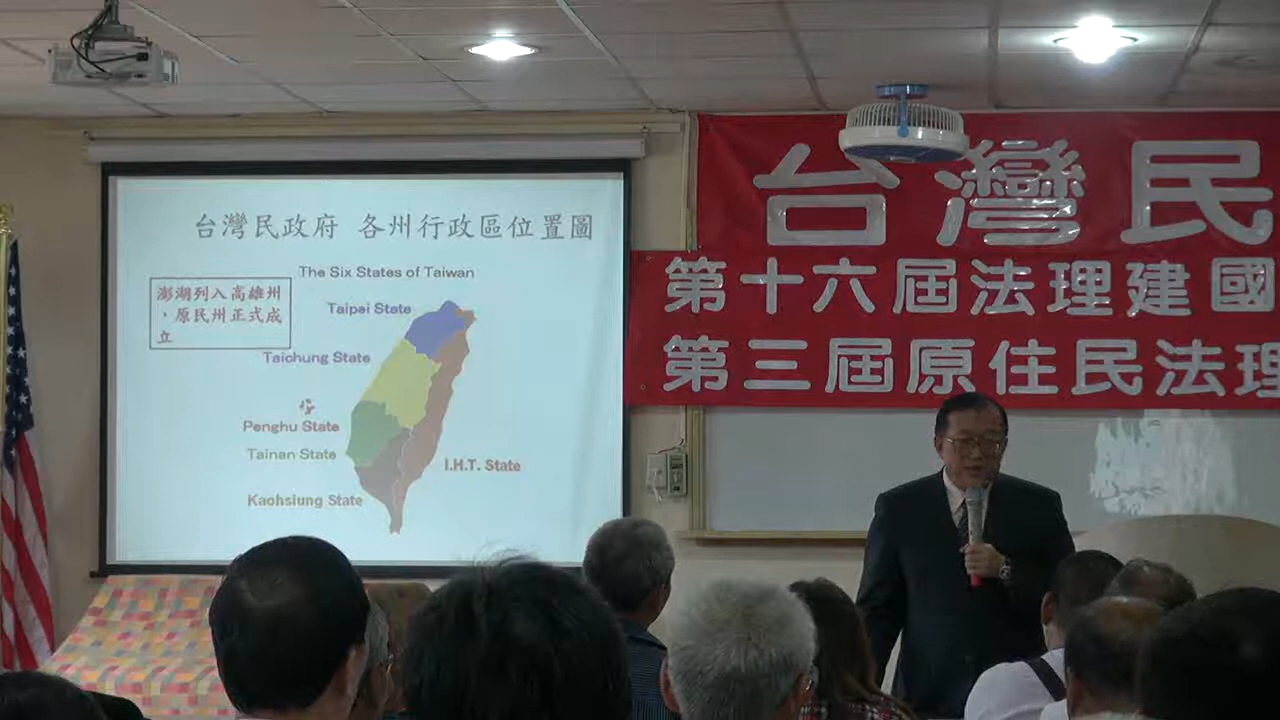 台灣民政府 各州行政區位置圖
The Six States of Taiwan
澎湖列入高雄州
、原民州正式成
立
Taipei State
Taichung State
Penghu State
Tainan State
I.H.T. State
Kaohsiung State
台灣民
第十六屆法理建國
第三屆原住民法理